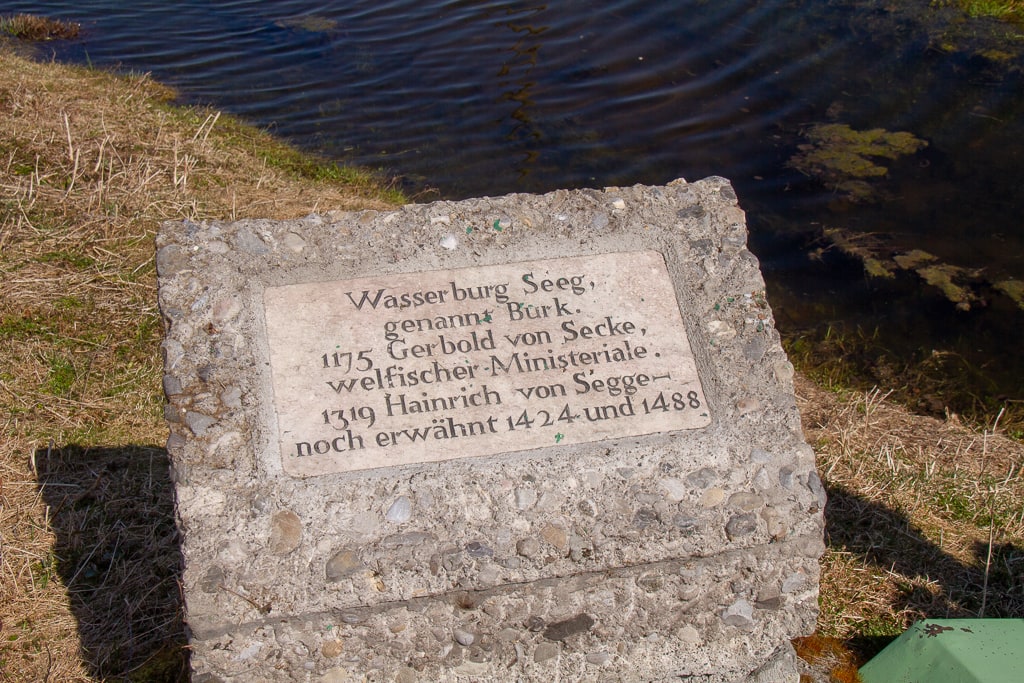 Wasserburg Seeg,
genannt Burk.
1175 Gerbold von Secke,
welfischer Ministeriale.
1319 Hainrich von Segge-
noch erwähnt 1424 und 1488